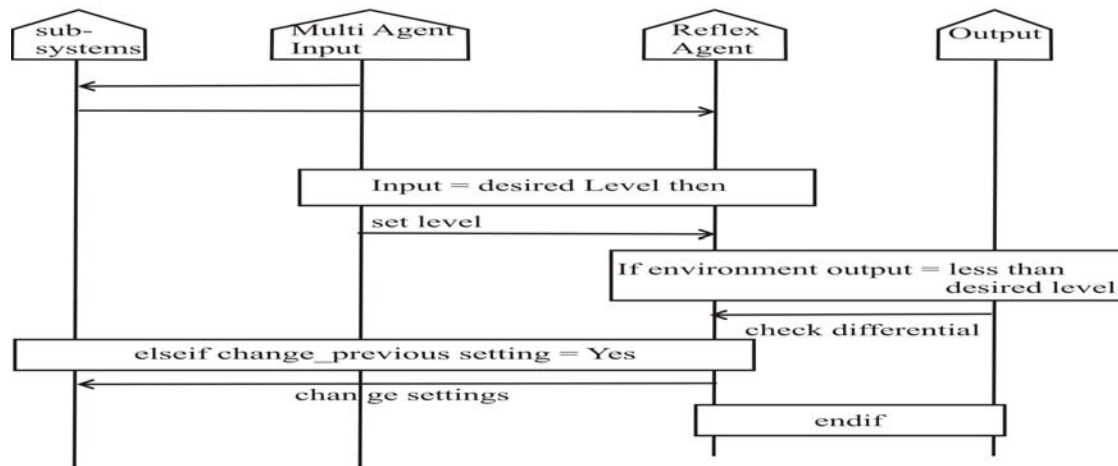 sub-
systems
Multi Agent
Input
Reflex
Agent
Output
Input = desired Level then
set level
If environment output = less than
desired level
check differential
elseif change_previous setting = Yes
chan ge settings
endif